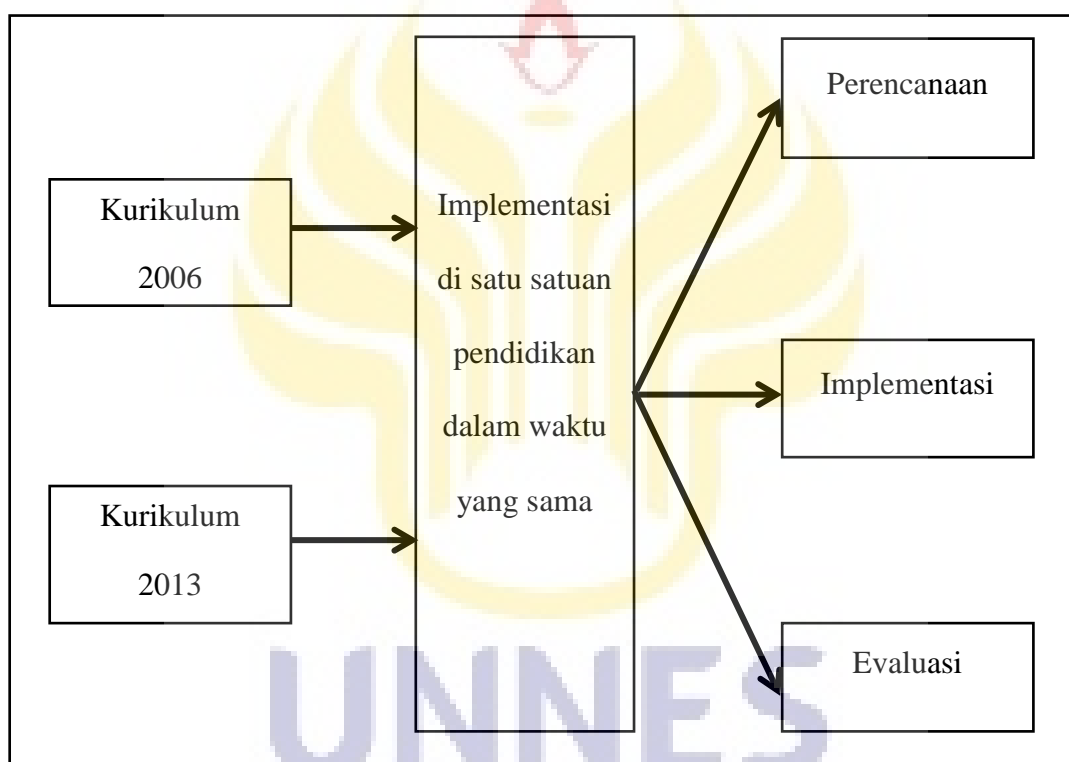 Kurikulum
2006
Kurikulum
2013
Implementasi
di satu satuan
pendidikan
dalam waktu
yang sama
Perencanaan
Implementasi
Evaluasi
UNNES